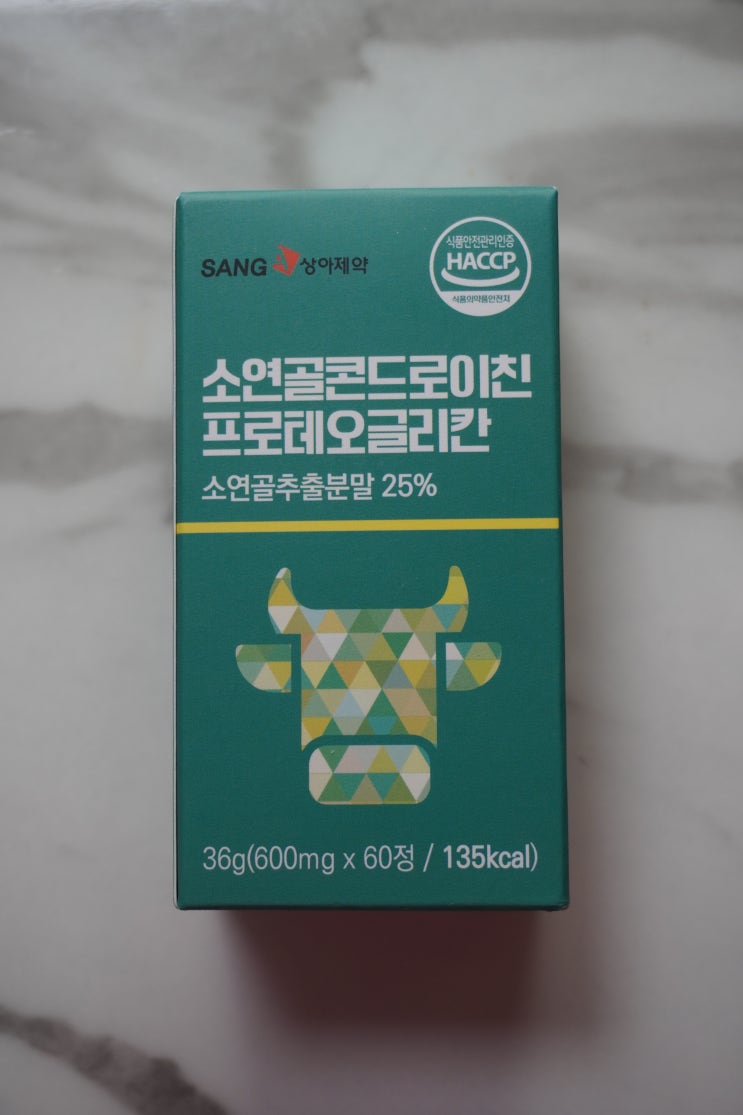 SANG A 상아제약
식품안전관리인증
HACCP
식품의약품안전처
소연골콘드로이친
프로테오글리칸
소연골추출분말 25%
36g(600mg x 60정 / 135kcal)